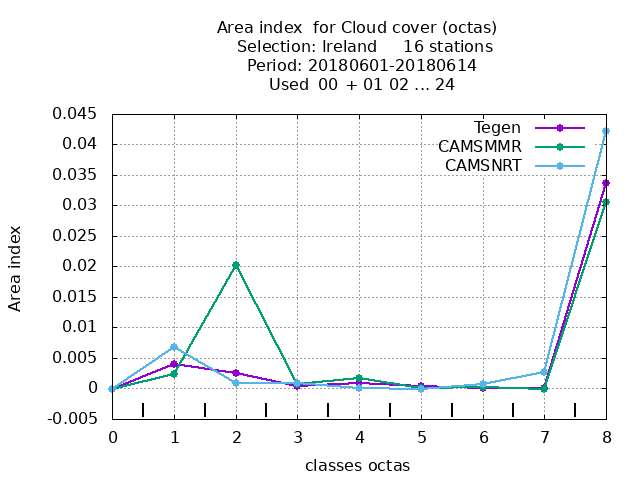 Area index  for Cloud cover (octas)
Selection: Ireland     16 stations
Period: 20180601-20180614
Used  00 + 01 02 ... 24
0.045
0.04
0.035
0.03
0.025
0.02
0.015
0.01
0.005
0
-0.005
Area index
Tegen
CAMSMMR
CAMSNRT
0 1 2 3 4 5 6 7 8
classes octas